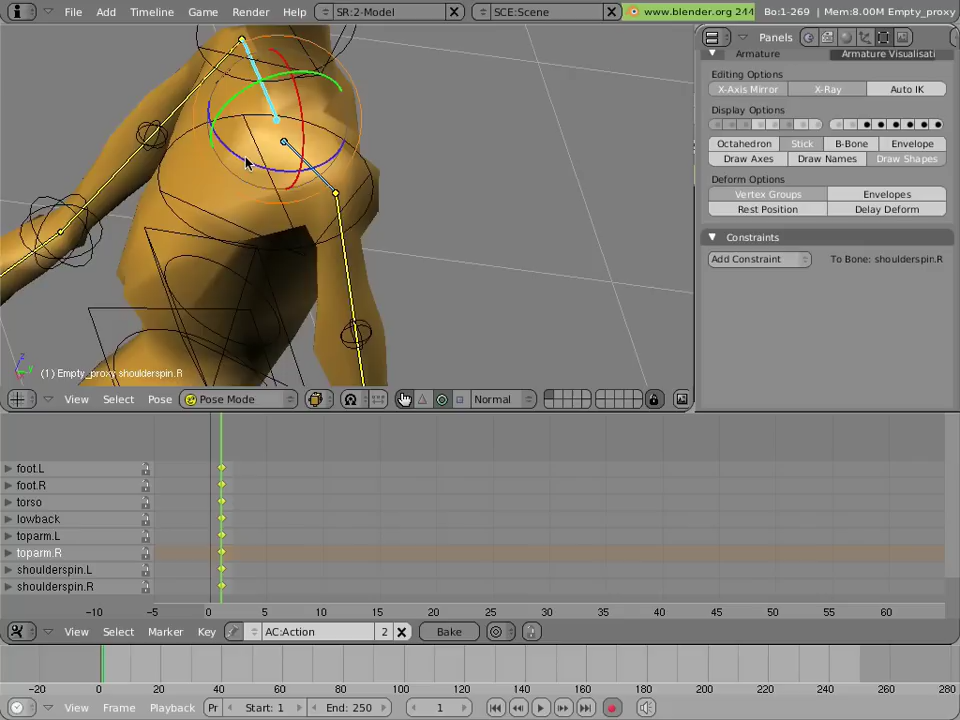 File Add Timeline Game Render Help SR:2-Model SCE:Scene www.blender.org 244 Bo:1-269 | Mem:8.00M Empty_proxy
Panels
Armature Armature Visualisati
Editing Options
X-Axis Mirror X-Ray Auto IK
Display Options
Octahedron Stick B-Bone Envelope
Draw Axes Draw Names Draw Shapes
Deform Options
Vertex Groups Envelopes
Rest Position Delay Deform
Constraints
Add Constraint To Bone: shoulderspin.R
z
y
(1) Empty_proxy shoulderspin.R
View Select Pose Pose Mode Normal
foot.L
foot.R
torso
lowback
toparm.L
toparm.R
shoulderspin.L
shoulderspin.R
-10 -5 0 5 10 15 20 25 30 35 40 45 50 55 60
View Select Marker Key AC:Action 2 Bake
-20 0 20 40 60 80 100 120 140 160 180 200 220 240 260 280
View Frame Playback Pr Start: 1 End: 250 1